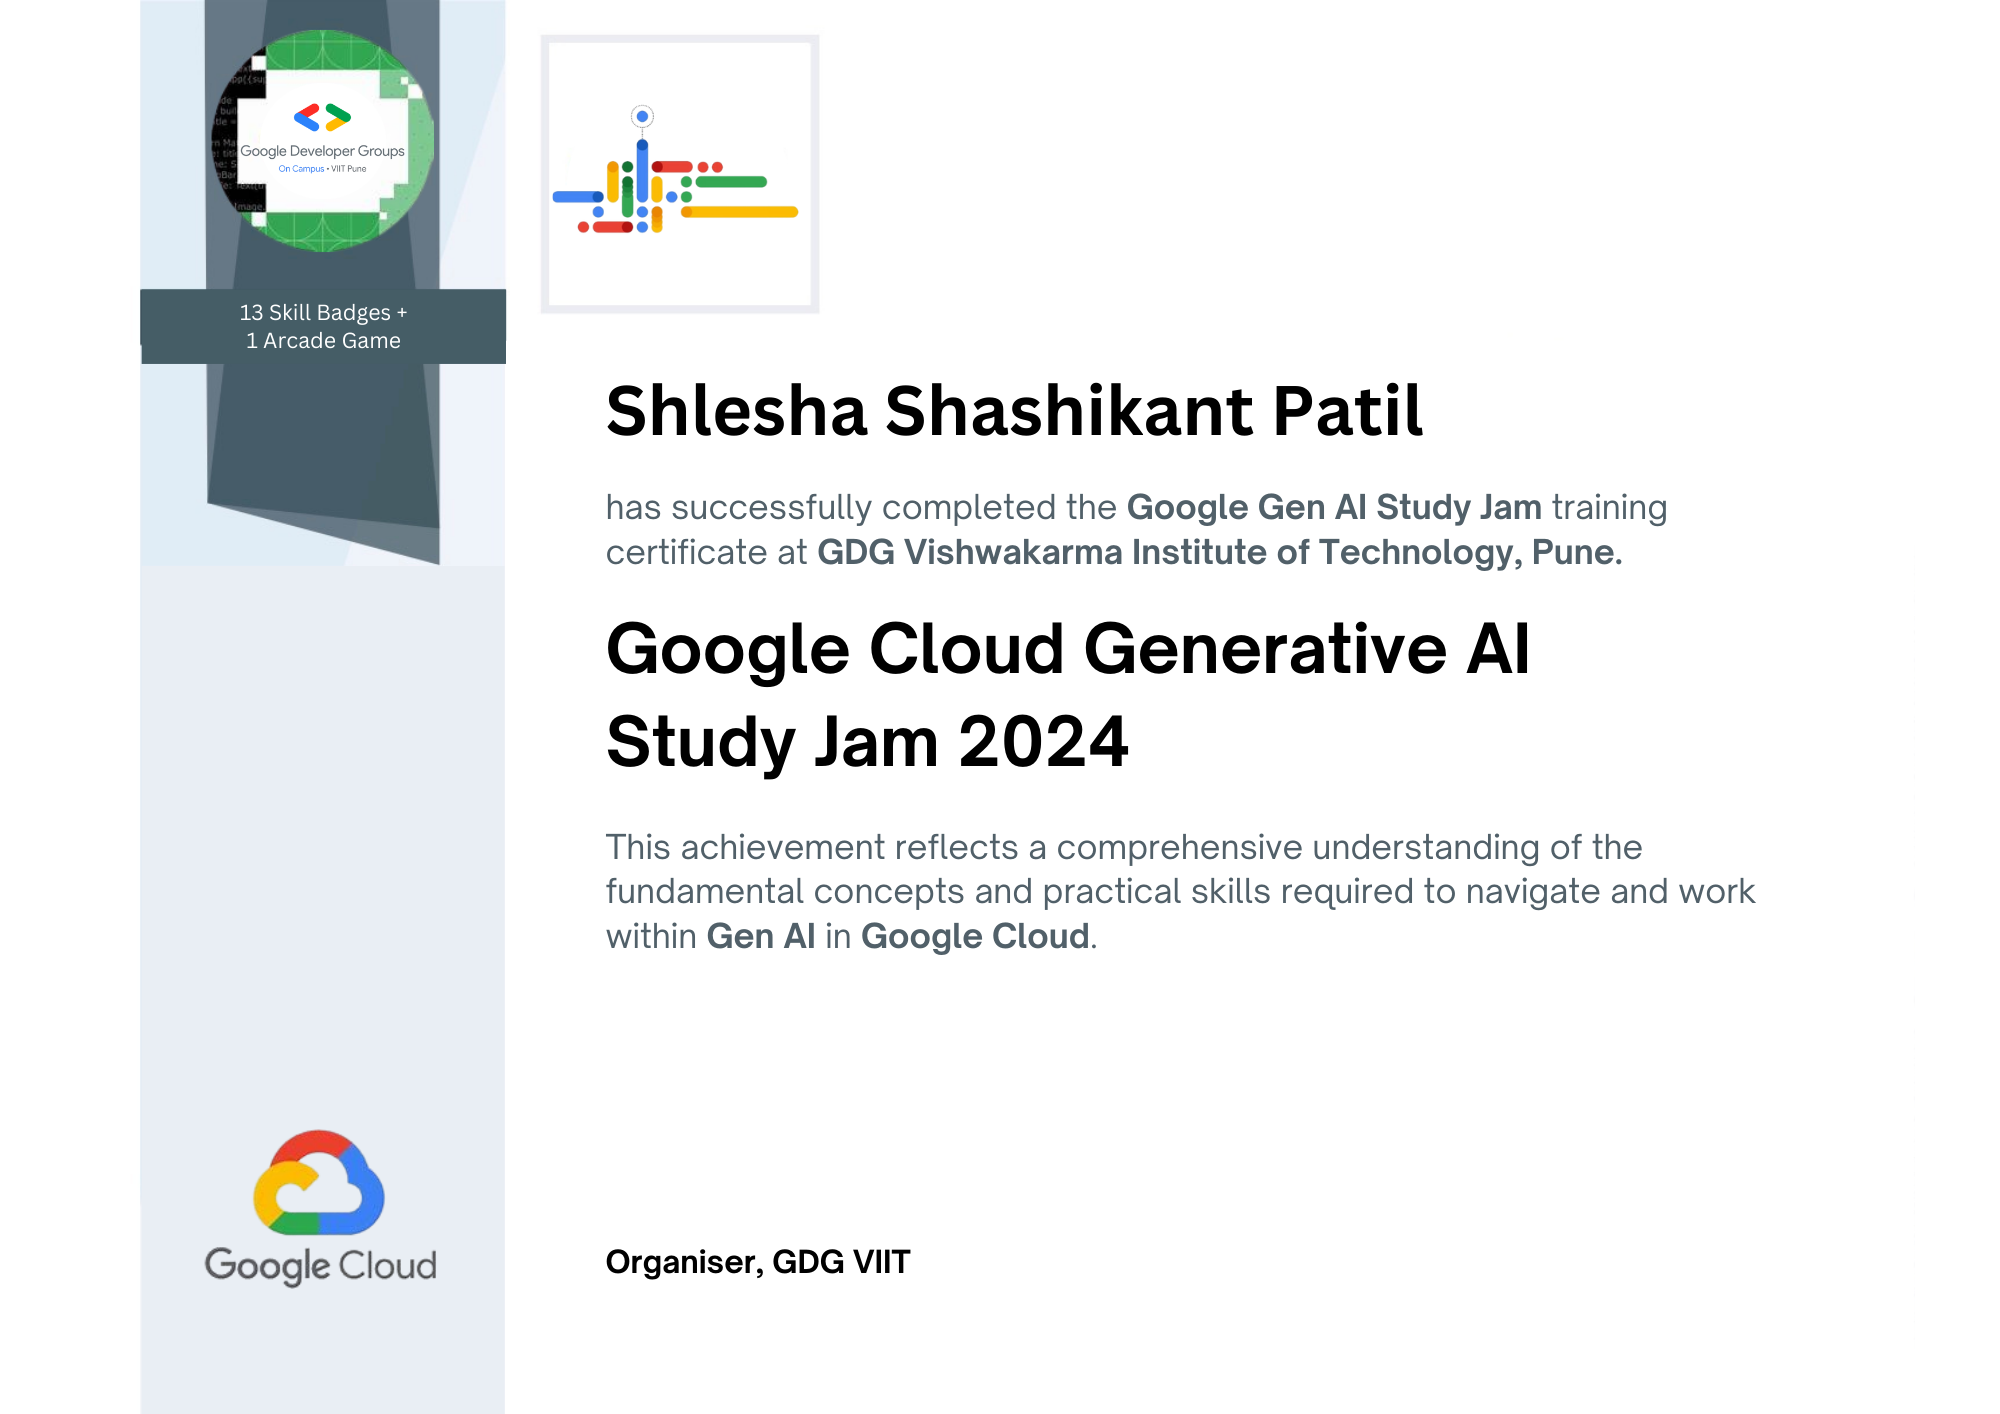 Google Developer Groups
On Campus • VIIT Pune
13 Skill Badges +
1 Arcade Game
Shlesha Shashikant Patil
has successfully completed the Google Gen AI Study Jam training
certificate at GDG Vishwakarma Institute of Technology, Pune.
Google Cloud Generative AI
Study Jam 2024
This achievement reflects a comprehensive understanding of the
fundamental concepts and practical skills required to navigate and work
within Gen AI in Google Cloud.
Google Cloud
Organiser, GDG VIIT